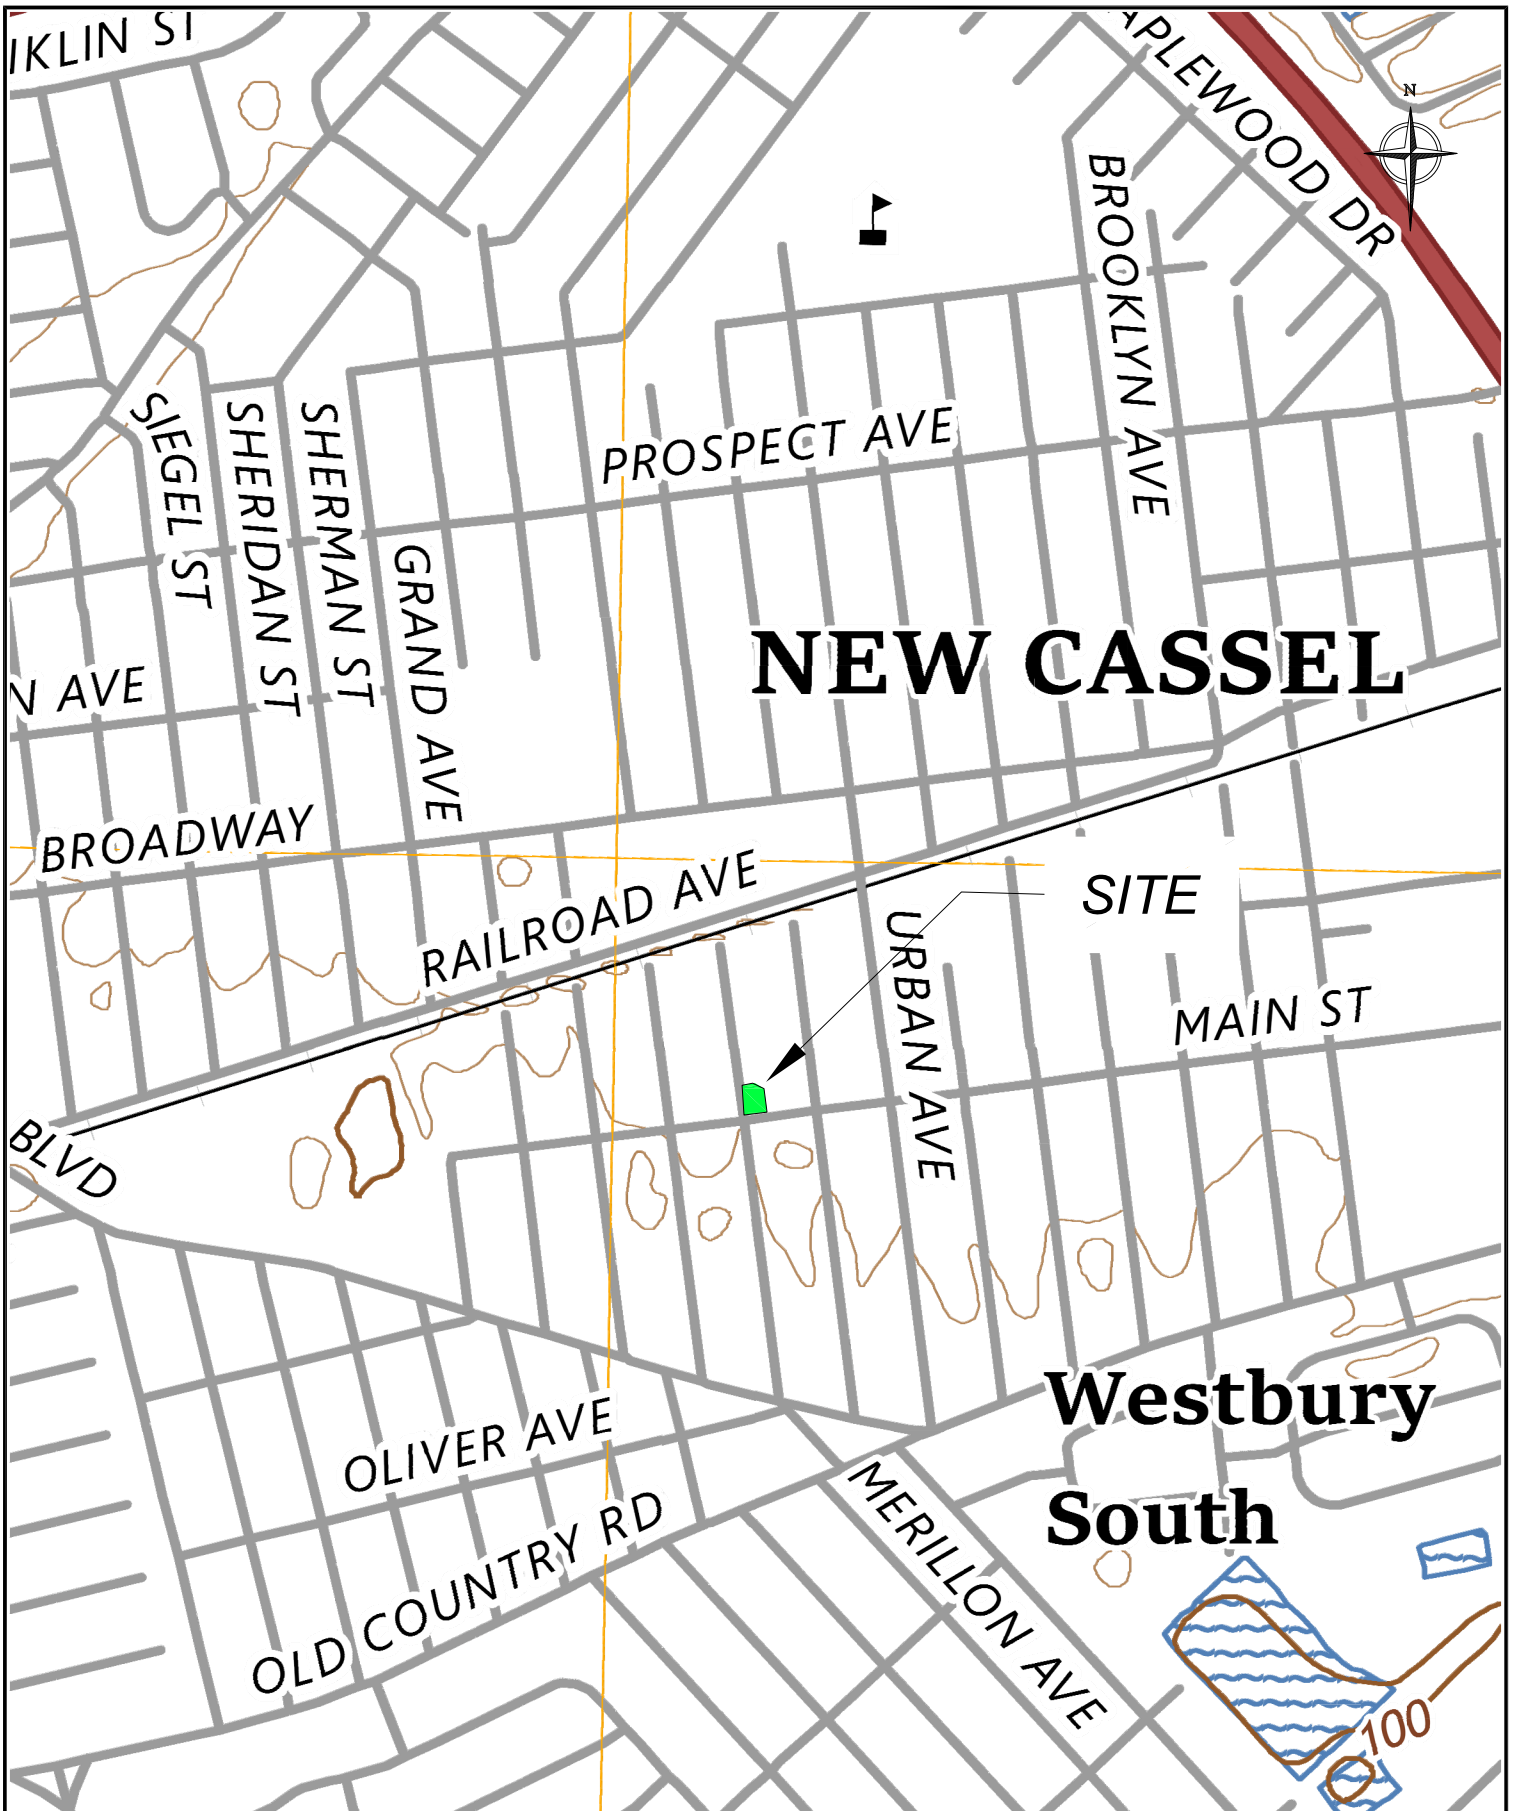 IKLIN ST
APLEWOOD DR
N
BROOKLYN AVE
SIEGEL ST
SHERIDAN ST
SHERMAN ST
PROSPECT AVE
GRAND AVE
NEW CASSEL
N AVE
BROADWAY
RAILROAD AVE
SITE
URBAN AVE
MAIN ST
BLVD
Westbury
South
OLIVER AVE
OLD COUNTRY RD
MERILLON AVE
100